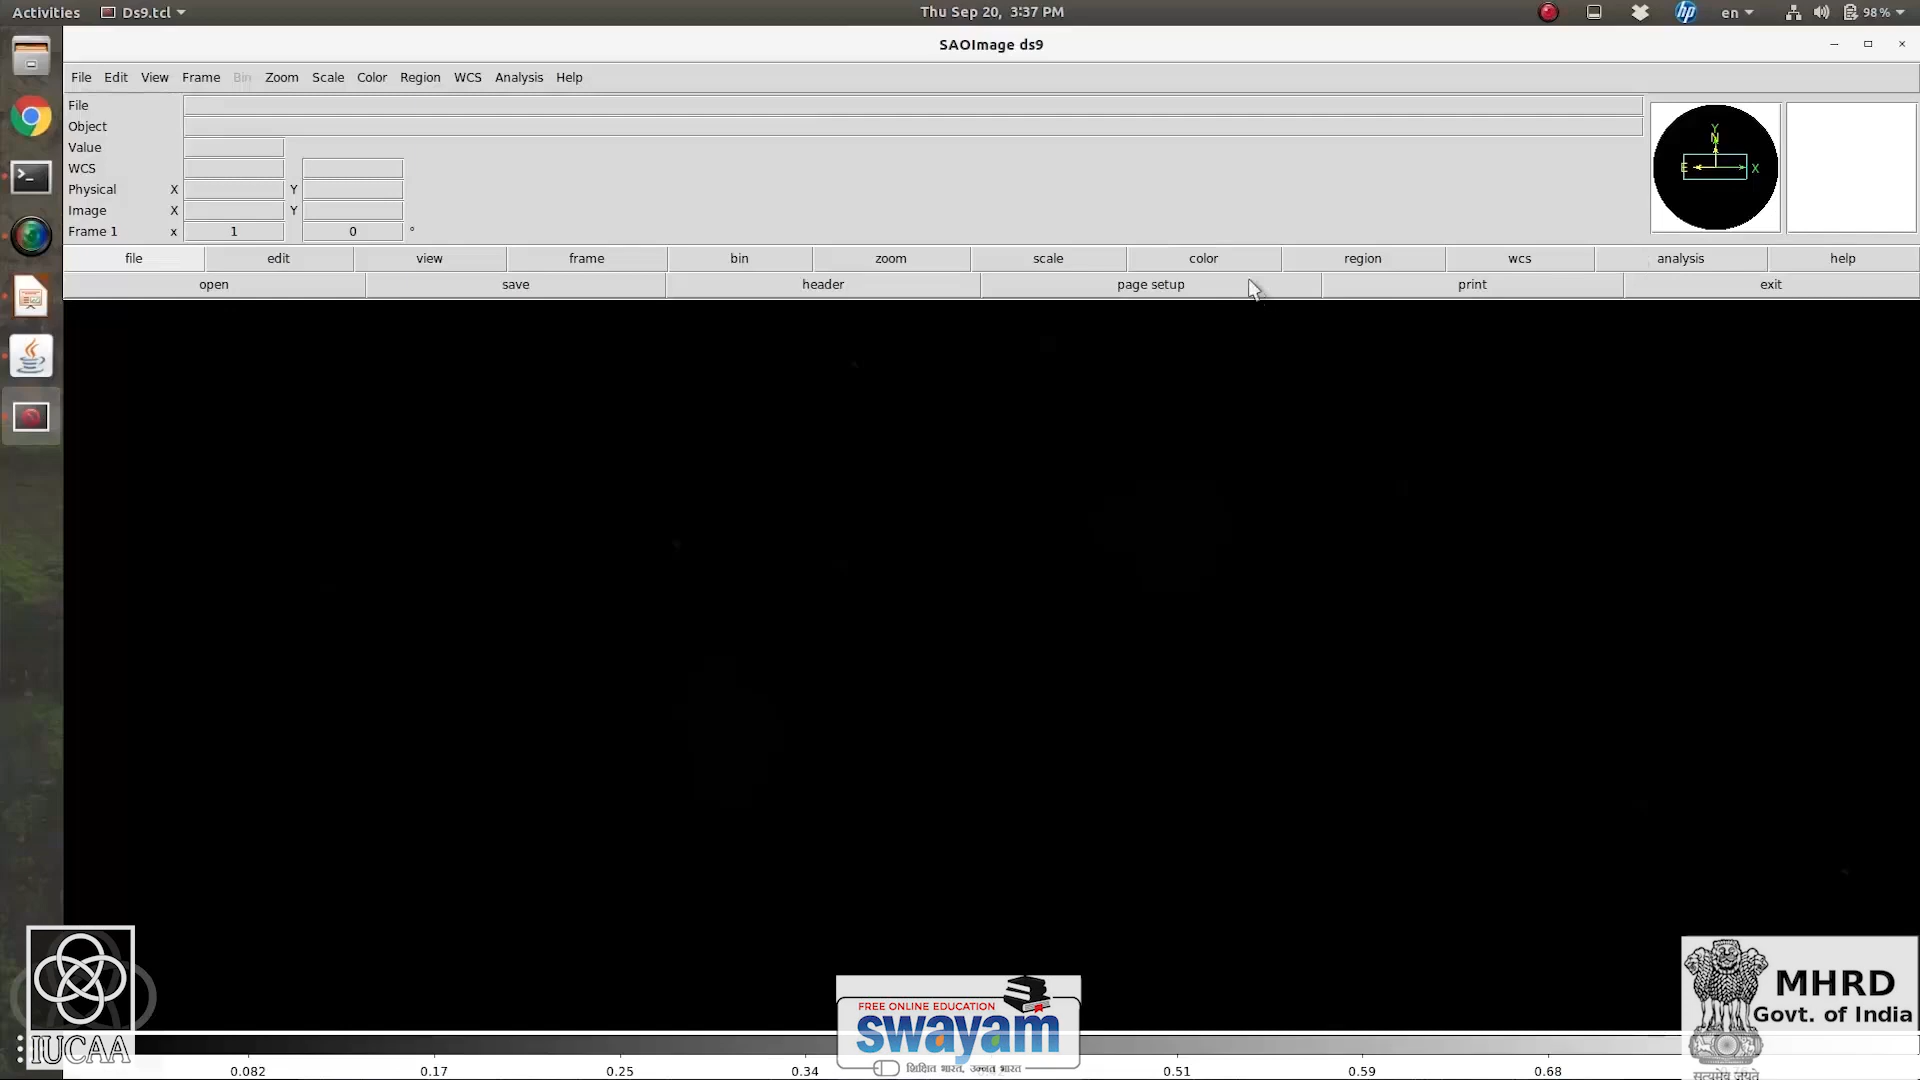 Activities Ds9.tcl Thu Sep 20, 3:37 PM hp en 98%
SAOImage ds9
File Edit View Frame Bin Zoom Scale Color Region WCS Analysis Help
File
Object
Value
WCS
Physical X Y
Image X Y
Frame 1 x 1 0 °
Y
N
E X
file edit view frame bin zoom scale color region wcs analysis help
open save header page setup print exit
IUCAA
FREE ONLINE EDUCATION
swayam
शिक्षित भारत, उन्नत भारत
MHRD
Govt. of India
सत्यमेव जयते
0.082 0.17 0.25 0.34 0.51 0.59 0.68